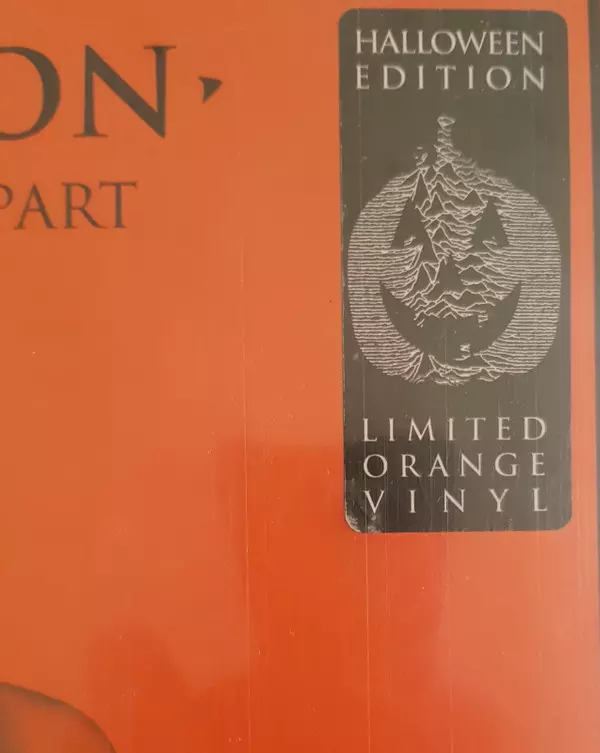 ON·
PART
HALLOWEEN
EDITION
LIMITED
ORANGE
VINYL